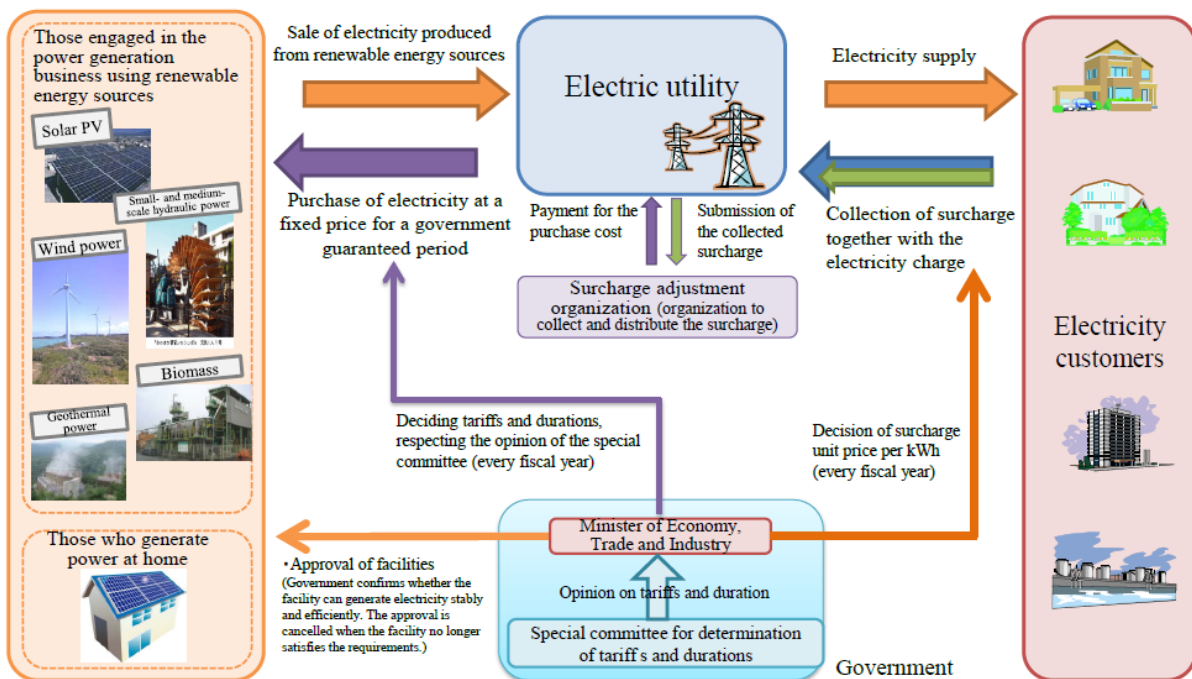 Those engaged in the
power generation
business using renewable
energy sources
Solar PV
Small- and medium-
scale hydraulic power
Wind power
Biomass
Geothermal
power
Those who generate
power at home
Sale of electricity produced
from renewable energy sources
Purchase of electricity at a
fixed price for a government
guaranteed period
Electric utility
Payment for the
purchase cost
Submission of
the collected
surcharge
Surcharge adjustment
organization (organization to
collect and distribute the surcharge)
Electricity supply
Collection of surcharge
together with the
electricity charge
Electricity
customers
Deciding tariffs and durations,
respecting the opinion of the special
committee (every fiscal year)
Decision of surcharge
unit price per kWh
(every fiscal year)
Minister of Economy,
Trade and Industry
・Approval of facilities
(Government confirms whether the
facility can generate electricity stably
and efficiently. The approval is
cancelled when the facility no longer
satisfies the requirements.)
Opinion on tariffs and duration
Special committee for determination
of tariff s and durations
Government